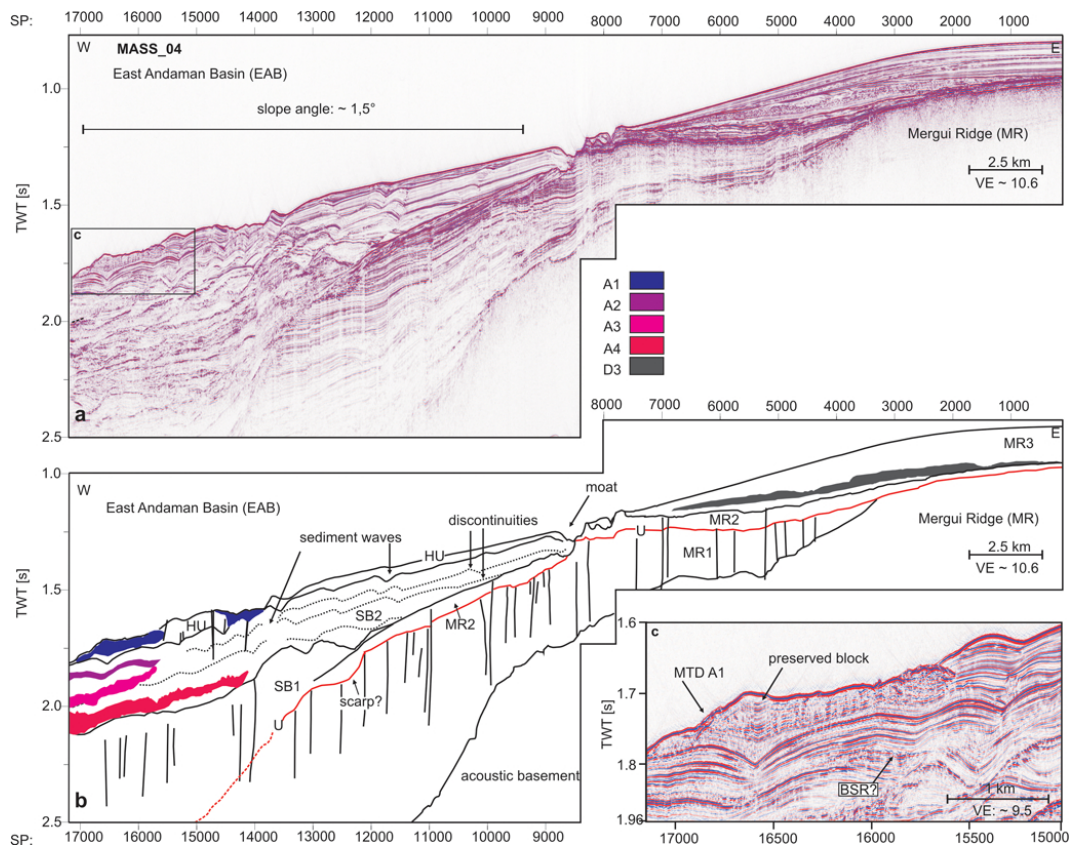 SP: 17000 16000 15000 14000 13000 12000 11000 10000 9000 8000 7000 6000 5000 4000 3000 2000 1000
W MASS_04 E
East Andaman Basin (EAB)
slope angle: ~ 1,5°
Mergui Ridge (MR)
2.5 km
VE ~ 10.6
TWT [s]
1.0
1.5
2.0
2.5
c
a
A1
A2
A3
A4
D3
8000 7000 6000 5000 4000 3000 2000 1000
W E
East Andaman Basin (EAB)
MR3
moat
discontinuities
sediment waves
HU
U
MR2
MR1
Mergui Ridge (MR)
2.5 km
VE ~ 10.6
HU
SB2
MR2
SB1
scarp?
U
acoustic basement
TWT [s]
1.0
1.5
2.0
2.5
b
SP: 17000 16000 15000 14000 13000 12000 11000 10000 9000
c
MTD A1
preserved block
BSR?
1 km
VE: ~ 9.5
TWT [s]
1.6
1.7
1.8
1.96
17000 16500 16000 15500 15000